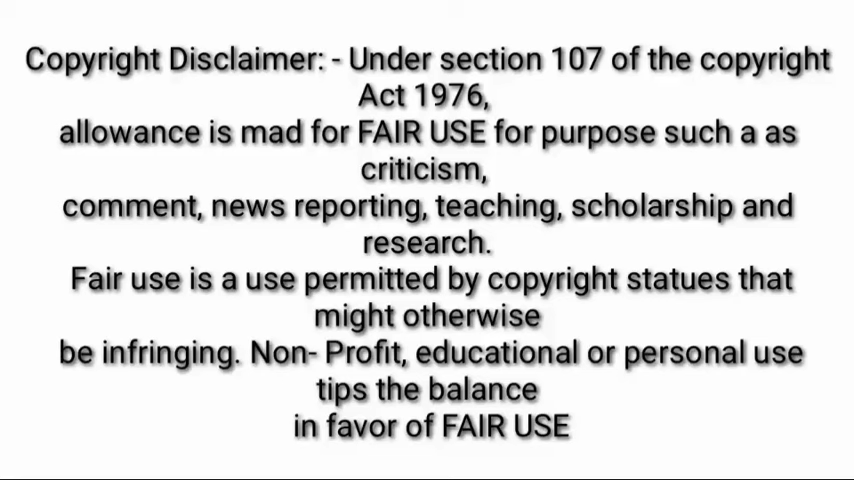 Copyright Disclaimer: - Under section 107 of the copyright
Act 1976,
allowance is mad for FAIR USE for purpose such a as
criticism,
comment, news reporting, teaching, scholarship and
research.
Fair use is a use permitted by copyright statues that
might otherwise
be infringing. Non- Profit, educational or personal use
tips the balance
in favor of FAIR USE